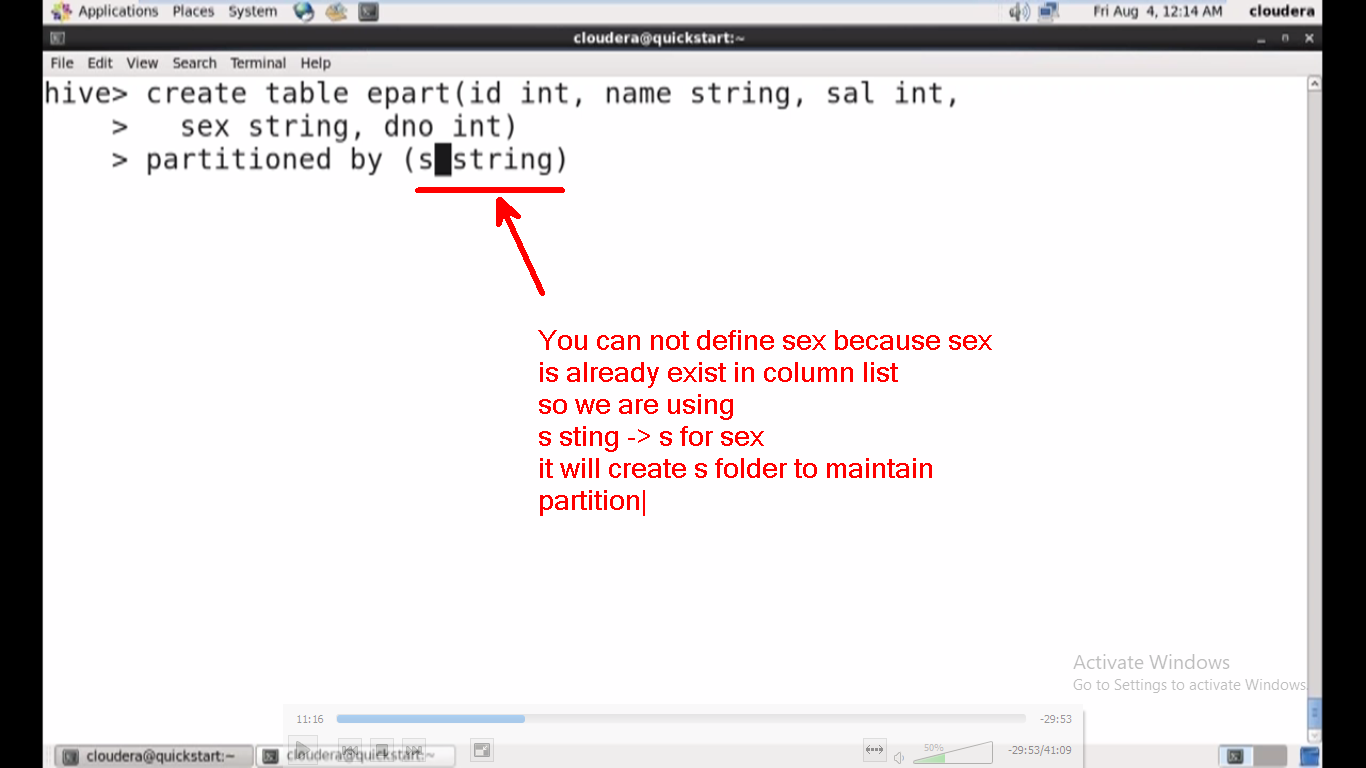 Applications Places System Fri Aug 4, 12:14 AM cloudera
cloudera@quickstart:~
File Edit View Search Terminal Help
hive> create table epart(id int, name string, sal int,
> sex string, dno int)
> partitioned by (s string)
You can not define sex because sex
is already exist in column list
so we are using
s sting -> s for sex
it will create s folder to maintain
partition
Activate Windows
Go to Settings to activate Windows.
11:16 -29:53
50% -29:53/41:09
cloudera@quickstart:~ cloudera@quickstart:~